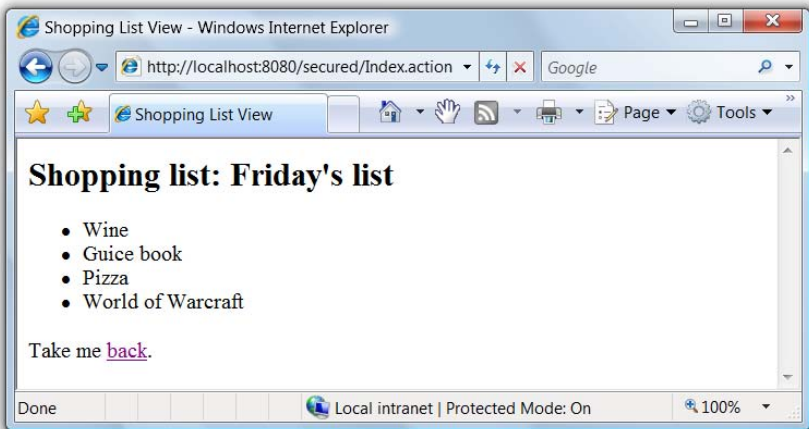 Shopping List View - Windows Internet Explorer
http://localhost:8080/secured/Index.action
Google
Shopping List View
Page
Tools
Shopping list: Friday's list
• Wine
• Guice book
• Pizza
• World of Warcraft
Take me back.
Done
Local intranet | Protected Mode: On
100%